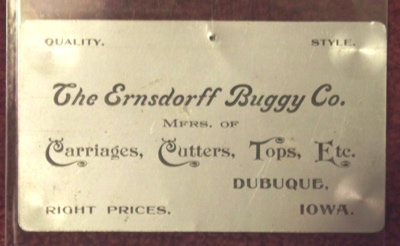 QUALITY. STYLE.
The Ernsdorff Buggy Co.
MFRS. OF
Carriages, Cutters, Tops, Etc.
DUBUQUE,
RIGHT PRICES. IOWA.